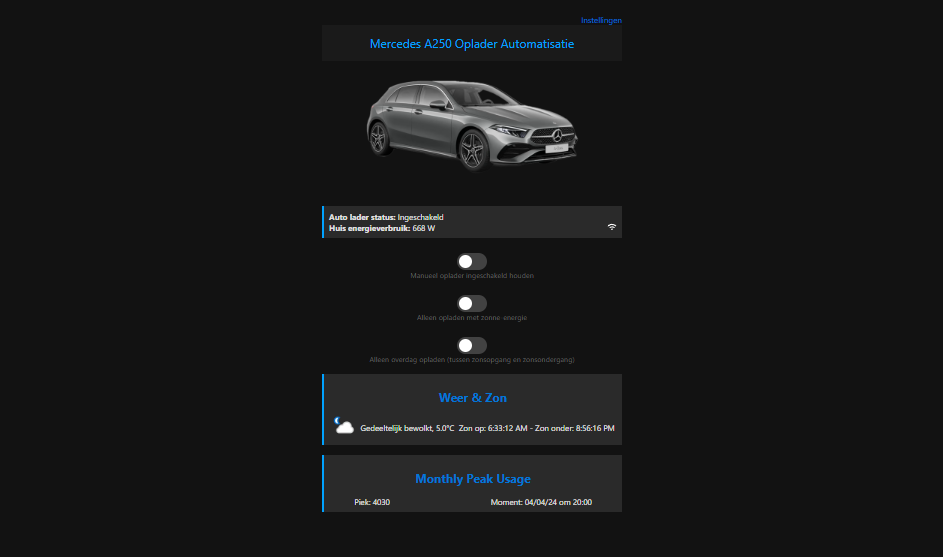 Instellingen
Mercedes A250 Oplader Automatisatie
Auto lader status: Ingeschakeld
Huis energieverbruik: 668 W
Manueel oplader ingeschakeld houden
Alleen opladen met zonne-energie
Alleen overdag opladen (tussen zonsopgang en zonsondergang)
Weer & Zon
Gedeeltelijk bewolkt, 5.0°C Zon op: 6:33:12 AM - Zon onder: 8:56:16 PM
Monthly Peak Usage
Piek: 4030 Moment: 04/04/24 om 20:00